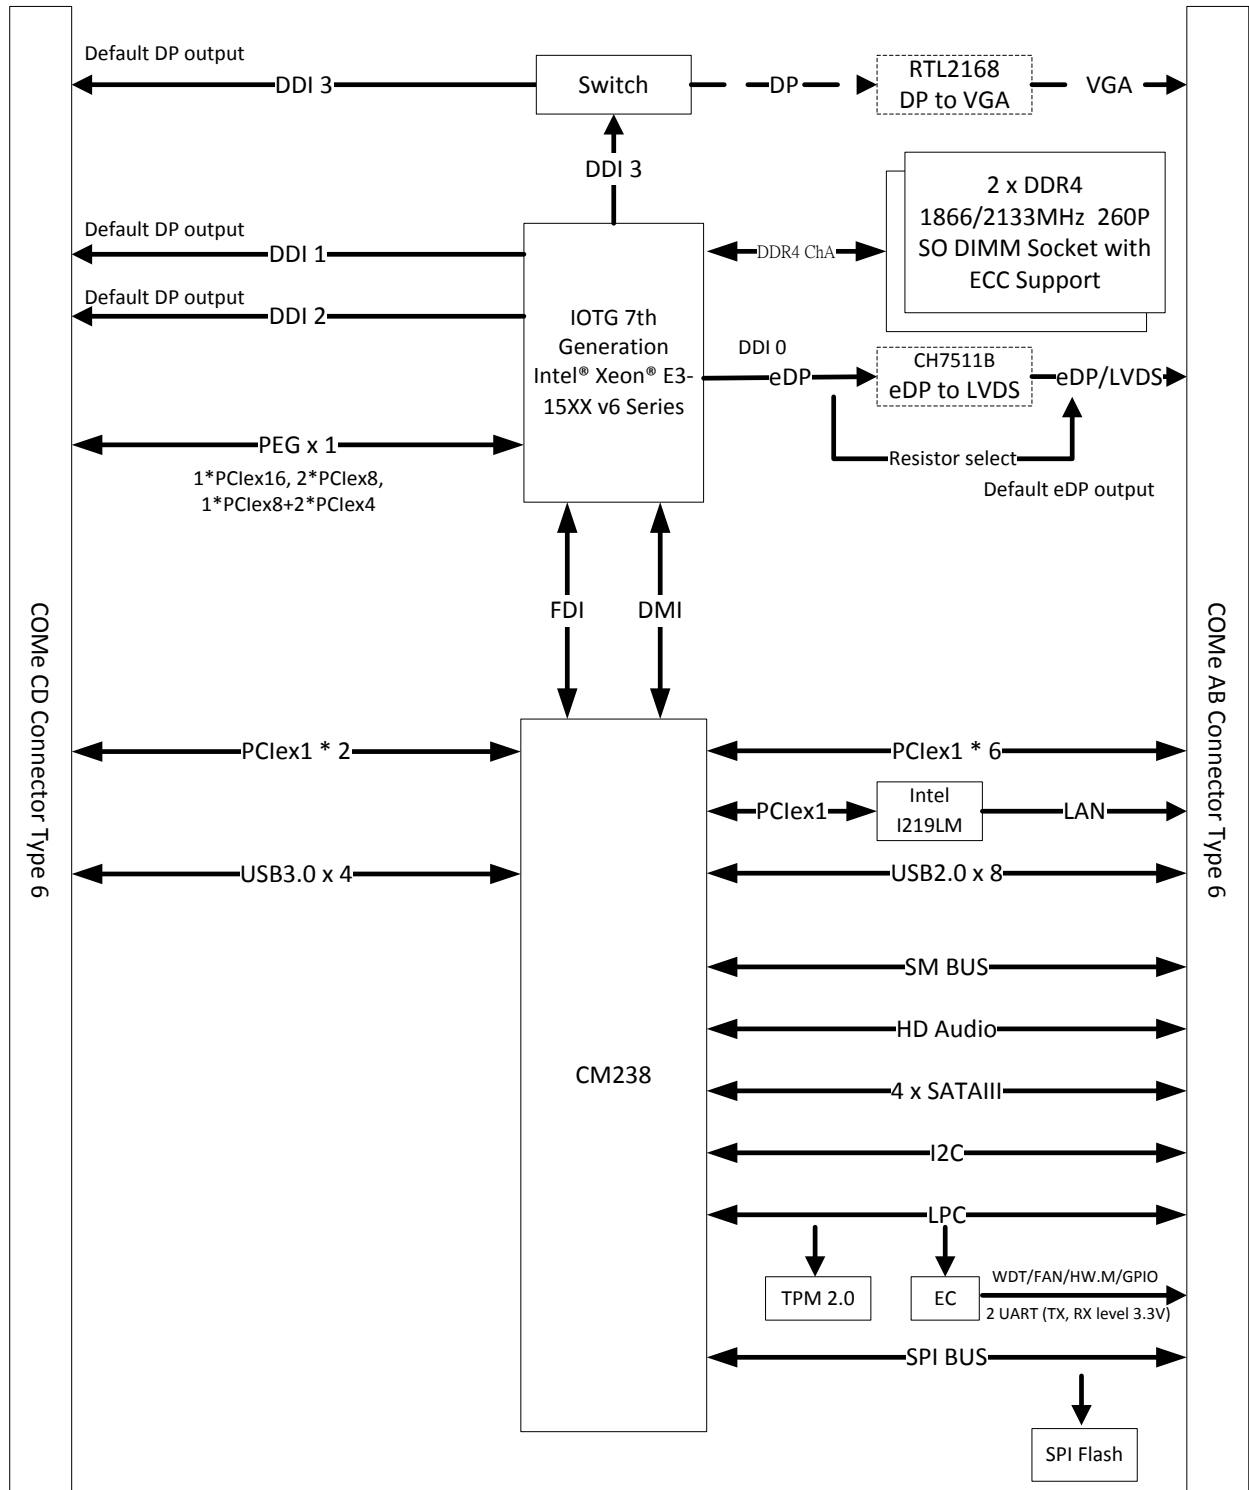 Default DP output
DDI 3
Switch
DP
RTL2168
DP to VGA
VGA
DDI 3
2 x DDR4
1866/2133MHz 260P
SO DIMM Socket with
ECC Support
Default DP output
DDI 1
DDR4 ChA
Default DP output
DDI 2
IOTG 7th
Generation
Intel® Xeon® E3-
15XX v6 Series
DDI 0
eDP
CH7511B
eDP to LVDS
eDP/LVDS
PEG x 1
1*PCIex16, 2*PCIex8,
1*PCIex8+2*PCIex4
Resistor select
Default eDP output
FDI
DMI
COMe CD Connector Type 6
COMe AB Connector Type 6
PCIex1 * 2
PCIex1 * 6
PCIex1
Intel
I219LM
LAN
USB3.0 x 4
USB2.0 x 8
SM BUS
HD Audio
CM238
4 x SATAIII
I2C
LPC
TPM 2.0
EC
WDT/FAN/HW.M/GPIO
2 UART (TX, RX level 3.3V)
SPI BUS
SPI Flash